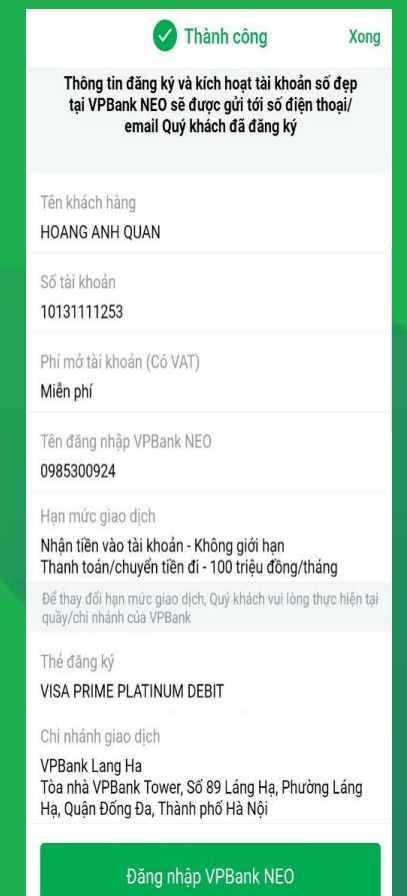 Thành công
Xong
Thông tin đăng ký và kích hoạt tài khoản số đẹp
tại VPBank NEO sẽ được gửi tới số điện thoại/
email Quý khách đã đăng ký
Tên khách hàng
HOANG ANH QUAN
Số tài khoản
10131111253
Phí mở tài khoản (Có VAT)
Miễn phí
Tên đăng nhập VPBank NEO
0985300924
Hạn mức giao dịch
Nhận tiền vào tài khoản - Không giới hạn
Thanh toán/chuyển tiền đi - 100 triệu đồng/tháng
Để thay đổi hạn mức giao dịch, Quý khách vui lòng thực hiện tại
quầy/chi nhánh của VPBank
Thẻ đăng ký
VISA PRIME PLATINUM DEBIT
Chi nhánh giao dịch
VPBank Lang Ha
Tòa nhà VPBank Tower, Số 89 Láng Hạ, Phường Láng
Hạ, Quận Đống Đa, Thành phố Hà Nội
Đăng nhập VPBank NEO